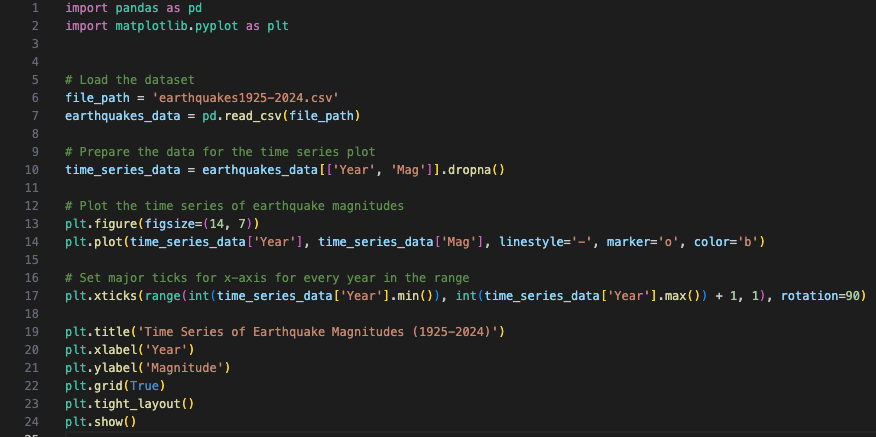 1 import pandas as pd
2 import matplotlib.pyplot as plt
3
4
5 # Load the dataset
6 file_path = 'earthquakes1925-2024.csv'
7 earthquakes_data = pd.read_csv(file_path)
8
9 # Prepare the data for the time series plot
10 time_series_data = earthquakes_data[['Year', 'Mag']].dropna()
11
12 # Plot the time series of earthquake magnitudes
13 plt.figure(figsize=(14, 7))
14 plt.plot(time_series_data['Year'], time_series_data['Mag'], linestyle='-', marker='o', color='b')
15
16 # Set major ticks for x-axis for every year in the range
17 plt.xticks(range(int(time_series_data['Year'].min()), int(time_series_data['Year'].max()) + 1, 1), rotation=90)
18
19 plt.title('Time Series of Earthquake Magnitudes (1925-2024)')
20 plt.xlabel('Year')
21 plt.ylabel('Magnitude')
22 plt.grid(True)
23 plt.tight_layout()
24 plt.show()
25